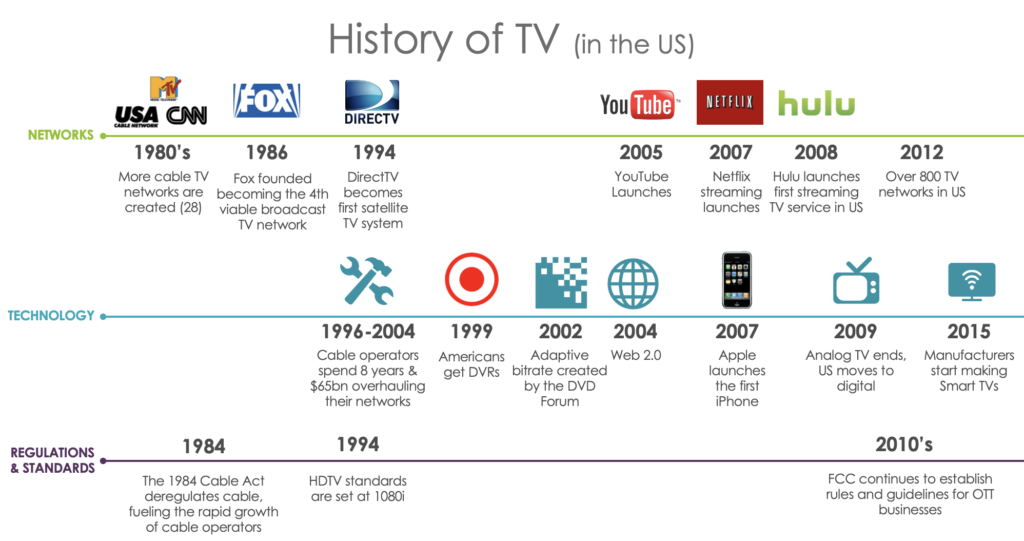 History of TV (in the US)
MTV
MUSIC TELEVISION
USA
CABLE NETWORK
CNN
FOX
DIRECTV
YouTube
NETFLIX
hulu
NETWORKS
1980's
More cable TV
networks are
created (28)
1986
Fox founded
becoming the 4th
viable broadcast
TV network
1994
DirectTV
becomes
first satellite
TV system
2005
YouTube
Launches
2007
Netflix
streaming
launches
2008
Hulu launches
first streaming
TV service in US
2012
Over 800 TV
networks in US
TECHNOLOGY
1996-2004
Cable operators
spend 8 years &
$65bn overhauling
their networks
1999
Americans
get DVRs
2002
Adaptive
bitrate created
by the DVD
Forum
2004
Web 2.0
2007
Apple
launches
the first
iPhone
2009
Analog TV ends,
US moves to
digital
2015
Manufacturers
start making
Smart TVs
REGULATIONS
& STANDARDS
1984
The 1984 Cable Act
deregulates cable,
fueling the rapid growth
of cable operators
1994
HDTV standards
are set at 1080i
2010's
FCC continues to establish
rules and guidelines for OTT
businesses